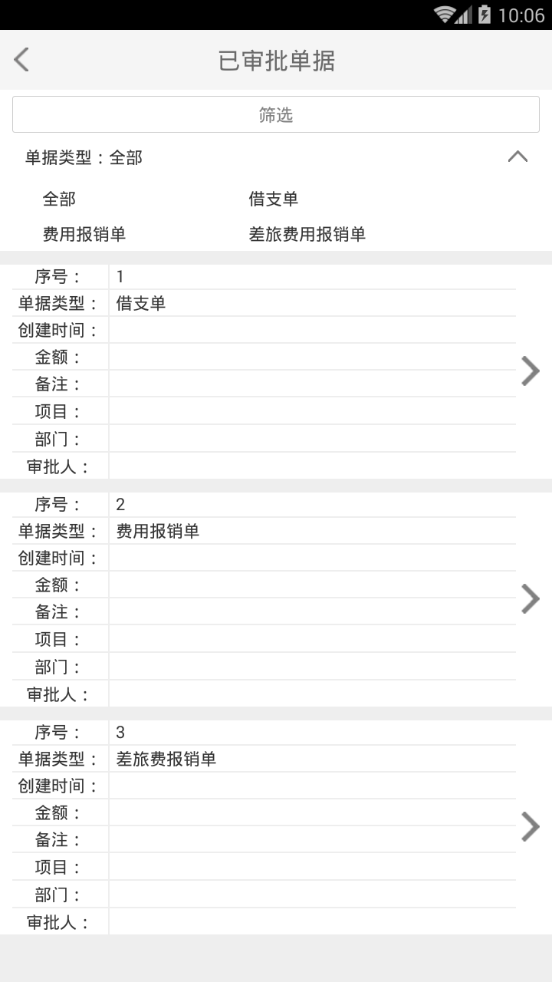 10:06
已审批单据
筛选
单据类型：全部
全部 借支单
费用报销单 差旅费用报销单
序号： 1
单据类型： 借支单
创建时间：
金额：
备注：
项目：
部门：
审批人：
序号： 2
单据类型： 费用报销单
创建时间：
金额：
备注：
项目：
部门：
审批人：
序号： 3
单据类型： 差旅费报销单
创建时间：
金额：
备注：
项目：
部门：
审批人：